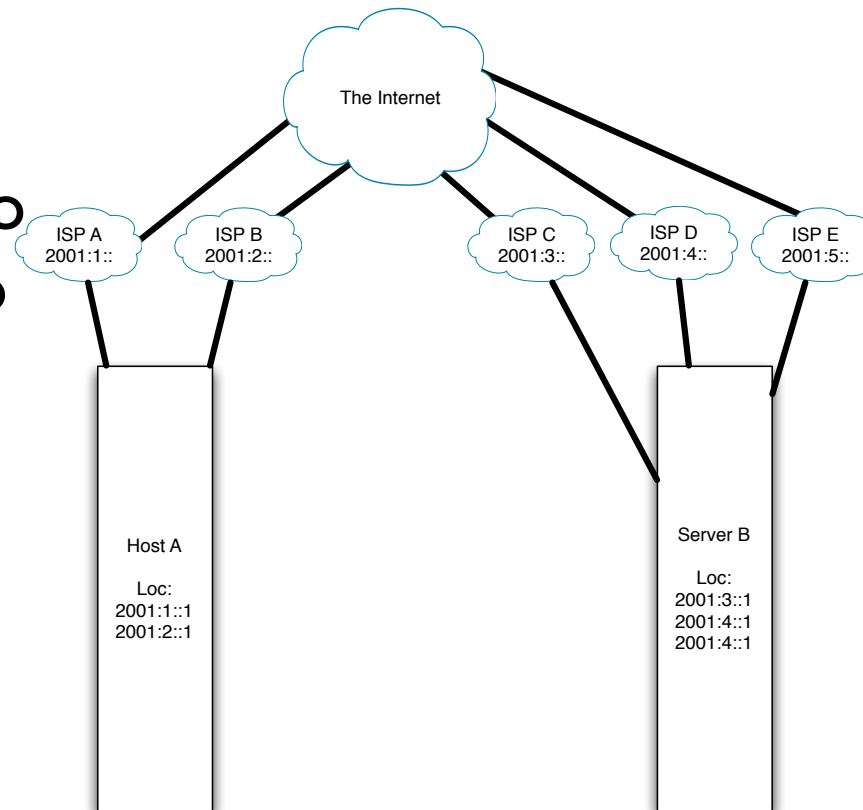 The Internet
ISP A
2001:1::
ISP B
2001:2::
ISP C
2001:3::
ISP D
2001:4::
ISP E
2001:5::
Host A
Loc:
2001:1::1
2001:2::1
Server B
Loc:
2001:3::1
2001:4::1
2001:4::1